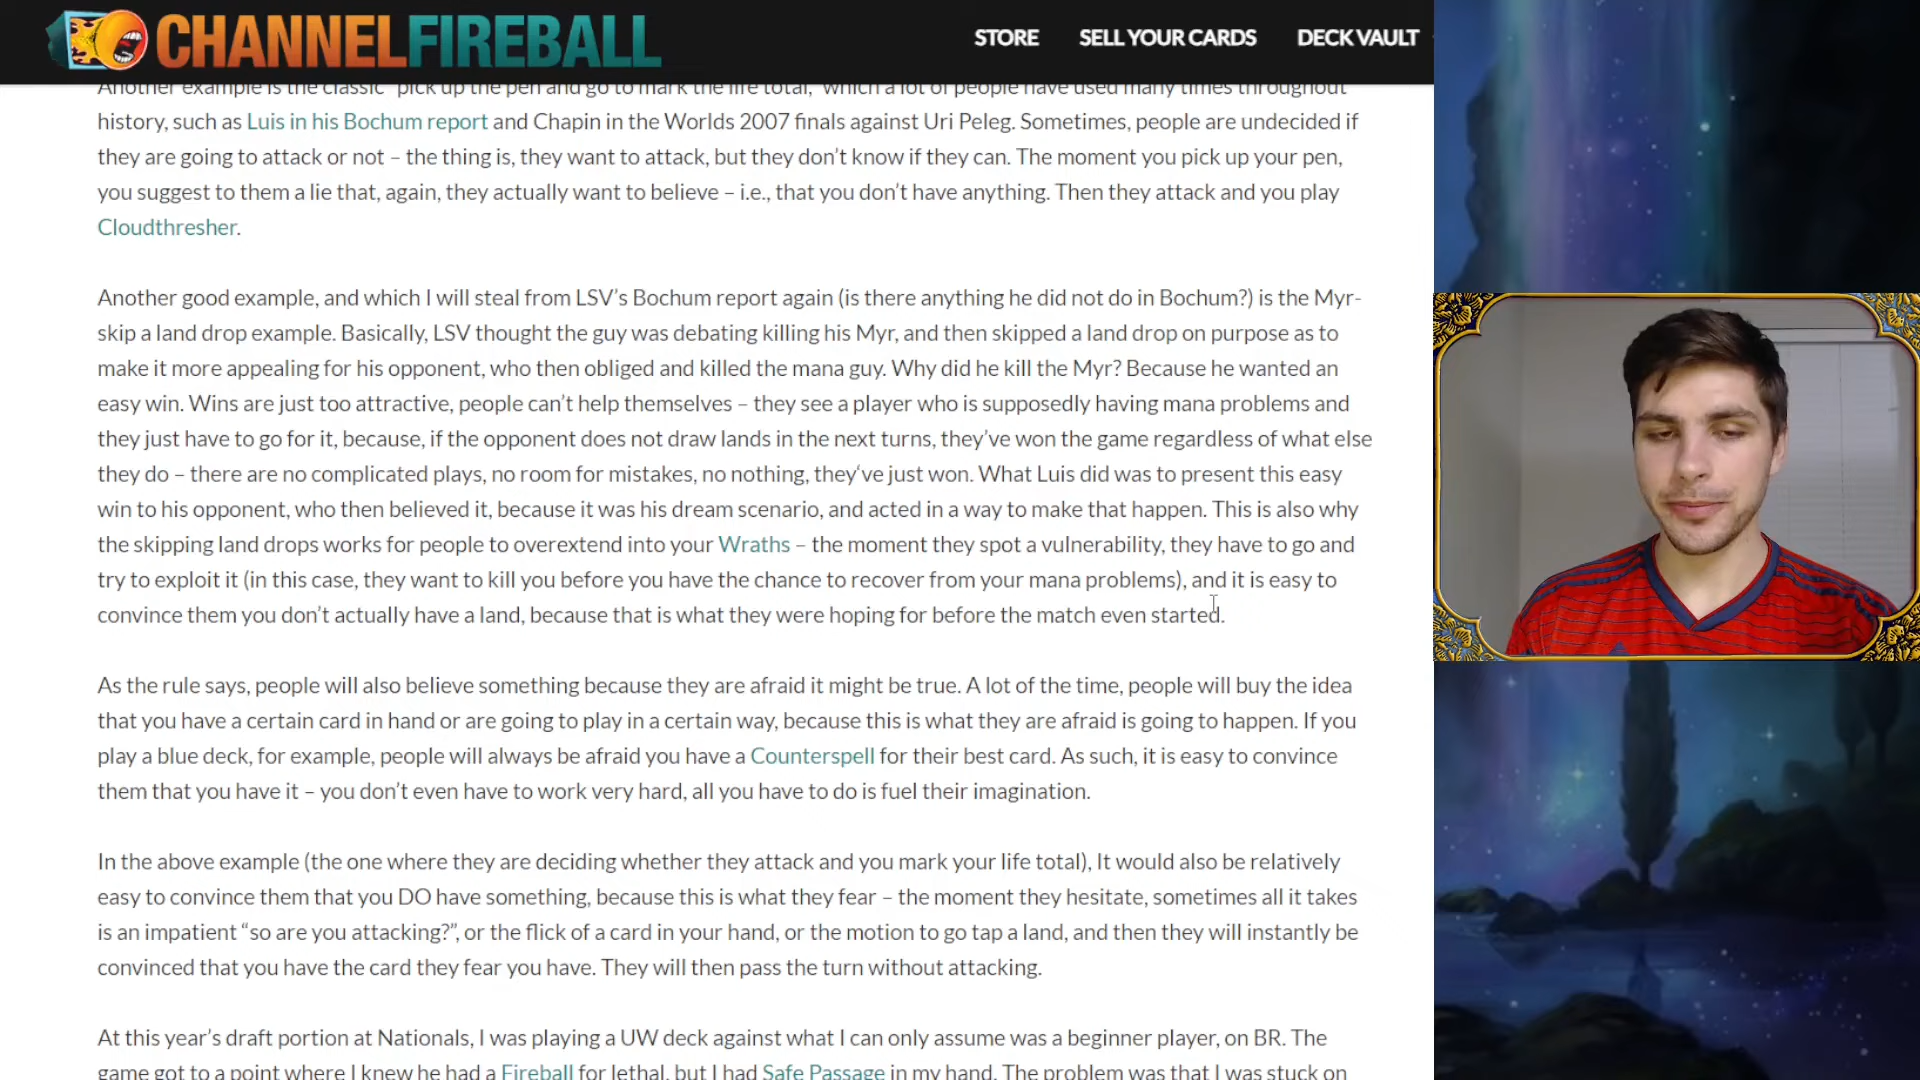 CHANNELFIREBALL
STORE
SELL YOUR CARDS
DECK VAULT
Another example is the classic “pick up the pen and go to mark the life total,” which a lot of people have used many times throughout
history, such as Luis in his Bochum report and Chapin in the Worlds 2007 finals against Uri Peleg. Sometimes, people are undecided if
they are going to attack or not – the thing is, they want to attack, but they don’t know if they can. The moment you pick up your pen,
you suggest to them a lie that, again, they actually want to believe – i.e., that you don’t have anything. Then they attack and you play
Cloudthresher.
Another good example, and which I will steal from LSV’s Bochum report again (is there anything he did not do in Bochum?) is the Myr-
skip a land drop example. Basically, LSV thought the guy was debating killing his Myr, and then skipped a land drop on purpose as to
make it more appealing for his opponent, who then obliged and killed the mana guy. Why did he kill the Myr? Because he wanted an
easy win. Wins are just too attractive, people can’t help themselves – they see a player who is supposedly having mana problems and
they just have to go for it, because, if the opponent does not draw lands in the next turns, they’ve won the game regardless of what else
they do – there are no complicated plays, no room for mistakes, no nothing, they‘ve just won. What Luis did was to present this easy
win to his opponent, who then believed it, because it was his dream scenario, and acted in a way to make that happen. This is also why
the skipping land drops works for people to overextend into your Wraths – the moment they spot a vulnerability, they have to go and
try to exploit it (in this case, they want to kill you before you have the chance to recover from your mana problems), and it is easy to
convince them you don’t actually have a land, because that is what they were hoping for before the match even started.
As the rule says, people will also believe something because they are afraid it might be true. A lot of the time, people will buy the idea
that you have a certain card in hand or are going to play in a certain way, because this is what they are afraid is going to happen. If you
play a blue deck, for example, people will always be afraid you have a Counterspell for their best card. As such, it is easy to convince
them that you have it – you don’t even have to work very hard, all you have to do is fuel their imagination.
In the above example (the one where they are deciding whether they attack and you mark your life total), It would also be relatively
easy to convince them that you DO have something, because this is what they fear – the moment they hesitate, sometimes all it takes
is an impatient “so are you attacking?”, or the flick of a card in your hand, or the motion to go tap a land, and then they will instantly be
convinced that you have the card they fear you have. They will then pass the turn without attacking.
At this year’s draft portion at Nationals, I was playing a UW deck against what I can only assume was a beginner player, on BR. The
game got to a point where I knew he had a Fireball for lethal, but I had Safe Passage in my hand. The problem was that I was stuck on